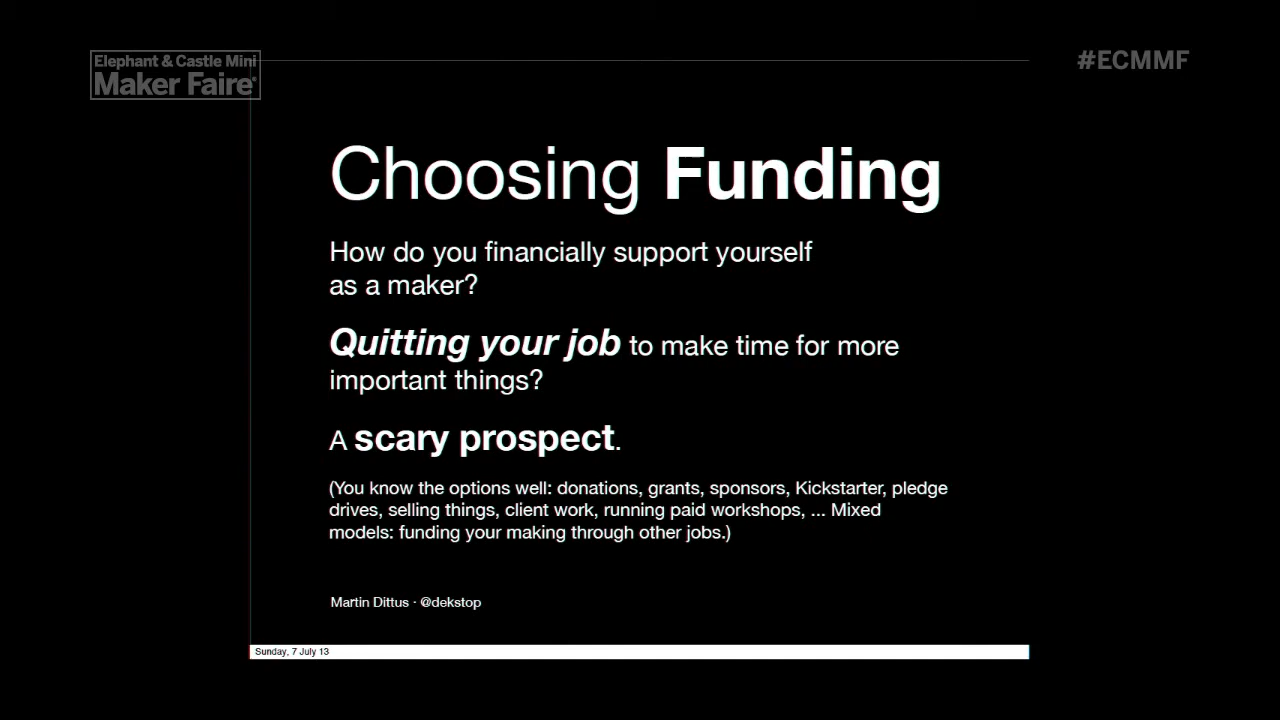 Elephant & Castle Mini
Maker Faire®
#ECMMF
Choosing Funding
How do you financially support yourself
as a maker?
Quitting your job to make time for more
important things?
A scary prospect.
(You know the options well: donations, grants, sponsors, Kickstarter, pledge
drives, selling things, client work, running paid workshops, ... Mixed
models: funding your making through other jobs.)
Martin Dittus · @dekstop
Sunday, 7 July 13